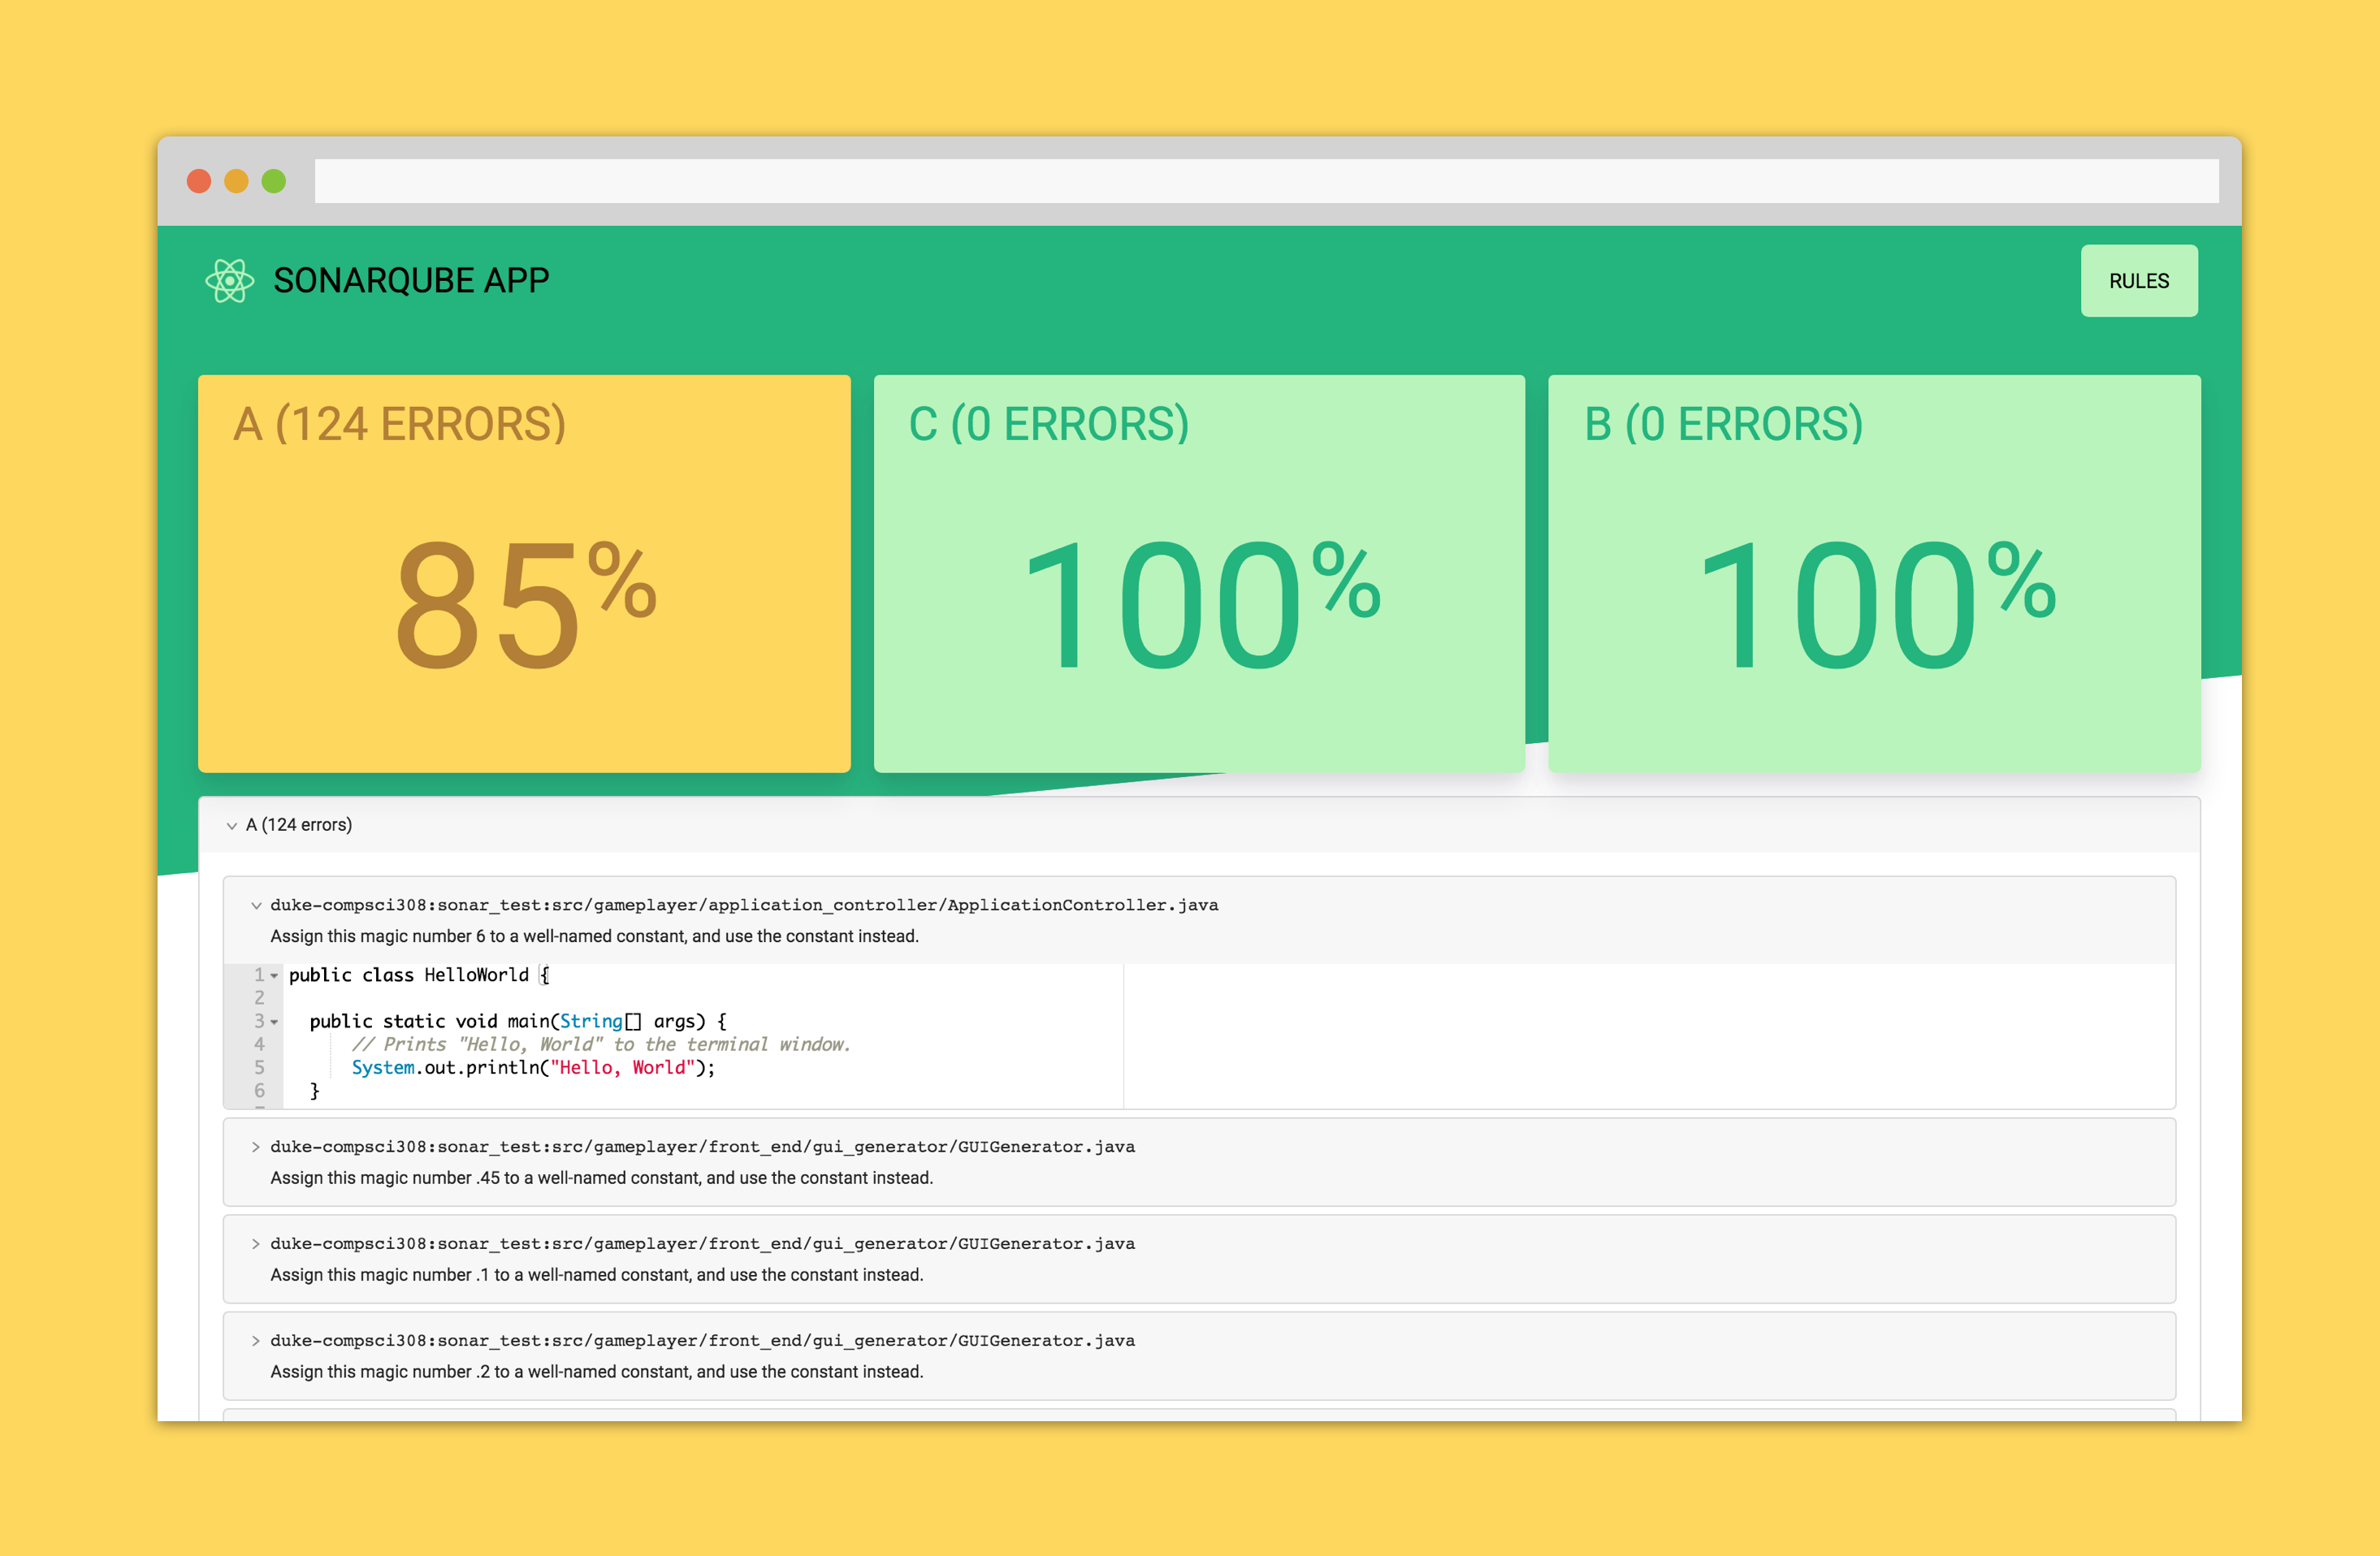 SONARQUBE APP
RULES
A (124 ERRORS)
85%
C (0 ERRORS)
100%
B (0 ERRORS)
100%
A (124 errors)
duke-compsci308:sonar_test:src/gameplayer/application_controller/ApplicationController.java
Assign this magic number 6 to a well-named constant, and use the constant instead.
1 public class HelloWorld {
2
3 public static void main(String[] args) {
4 // Prints "Hello, World" to the terminal window.
5 System.out.println("Hello, World");
6 }
duke-compsci308:sonar_test:src/gameplayer/front_end/gui_generator/GUIGenerator.java
Assign this magic number .45 to a well-named constant, and use the constant instead.
duke-compsci308:sonar_test:src/gameplayer/front_end/gui_generator/GUIGenerator.java
Assign this magic number .1 to a well-named constant, and use the constant instead.
duke-compsci308:sonar_test:src/gameplayer/front_end/gui_generator/GUIGenerator.java
Assign this magic number .2 to a well-named constant, and use the constant instead.